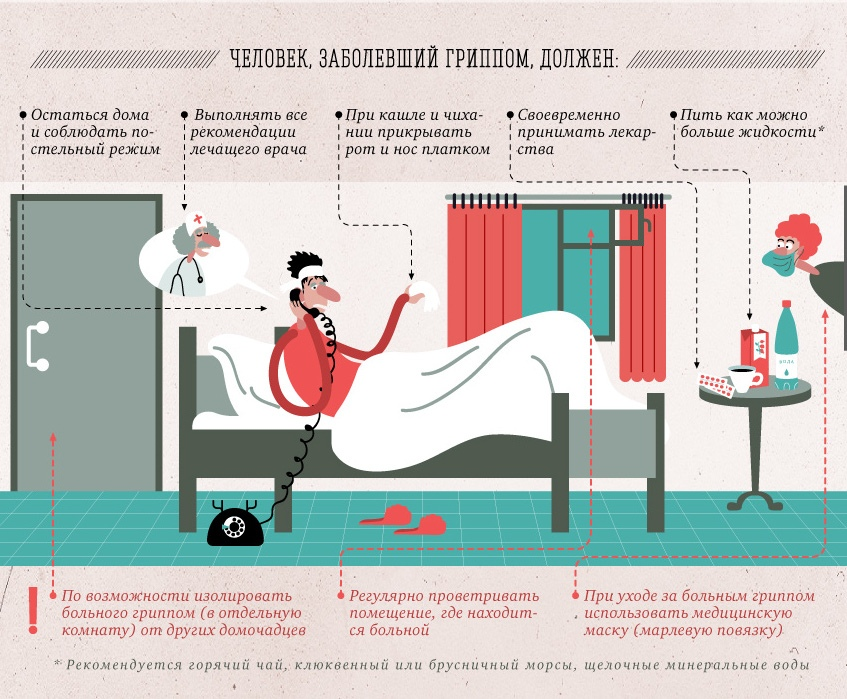 ЧЕЛОВЕК, ЗАБОЛЕВШИЙ ГРИППОМ, ДОЛЖЕН:
Остаться дома
и соблюдать по-
стельный режим
Выполнять все
рекомендации
лечащего врача
При кашле и чиха-
нии прикрывать
рот и нос платком
Своевременно
принимать лекар-
ства
Пить как можно
больше жидкости*
ВОДА
! По возможности изолировать
больного гриппом (в отдельную
комнату) от других домочадцев
Регулярно проветривать
помещение, где находит-
ся больной
При уходе за больным гриппом
использовать медицинскую
маску (марлевую повязку)
* Рекомендуется горячий чай, клюквенный или брусничный морсы, щелочные минеральные воды